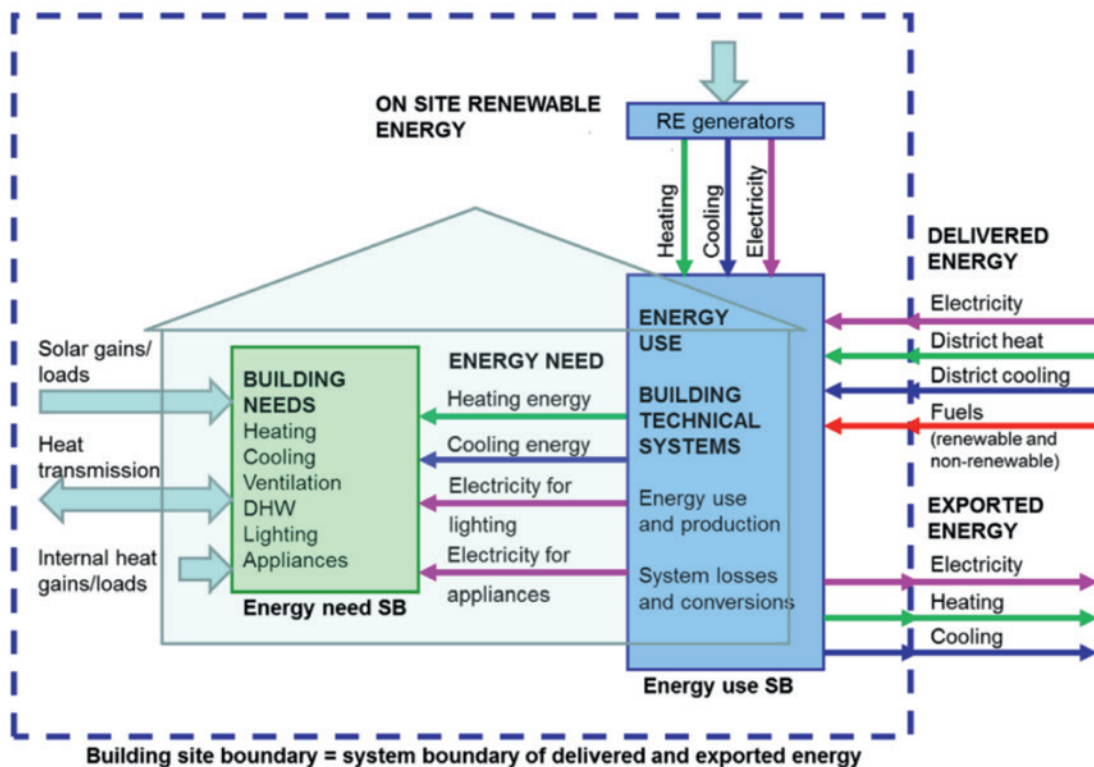 ON SITE RENEWABLE
ENERGY
RE generators
Heating
Cooling
Electricity
DELIVERED
ENERGY
Electricity
District heat
District cooling
Fuels
(renewable and
non-renewable)
EXPORTED
ENERGY
Electricity
Heating
Cooling
Solar gains/
loads
Heat
transmission
Internal heat
gains/loads
BUILDING
NEEDS
Heating
Cooling
Ventilation
DHW
Lighting
Appliances
Energy need SB
ENERGY NEED
Heating energy
Cooling energy
Electricity for
lighting
Electricity for
appliances
ENERGY
USE
BUILDING
TECHNICAL
SYSTEMS
Energy use
and production
System losses
and conversions
Energy use SB
Building site boundary = system boundary of delivered and exported energy